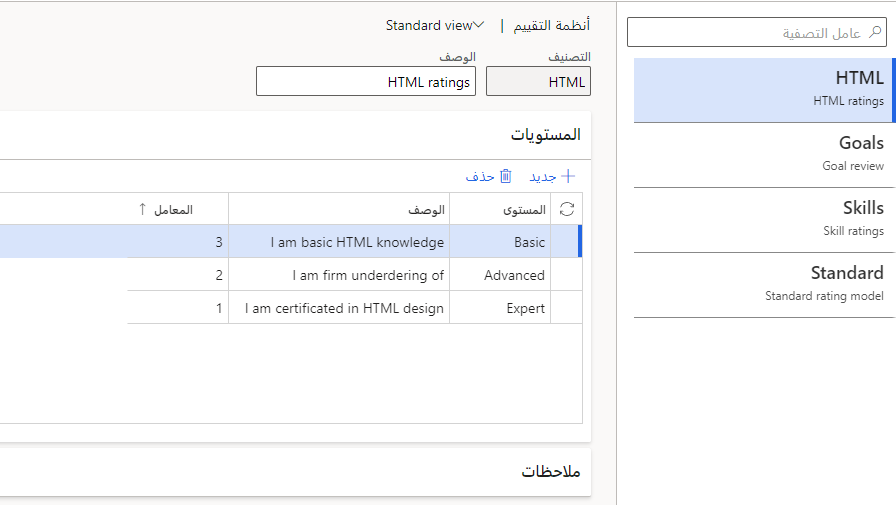 عامل التصفية
HTML
HTML ratings
Goals
Goal review
Skills
Skill ratings
Standard
Standard rating model
أنظمة التقييم | Standard view
التصنيف الوصف
HTML HTML ratings
المستويات
جديد حذف
المستوى الوصف المعامل ↑
Basic I am basic HTML knowledge 3
Advanced I am firm underdering of 2
Expert I am certificated in HTML design 1
ملاحظات